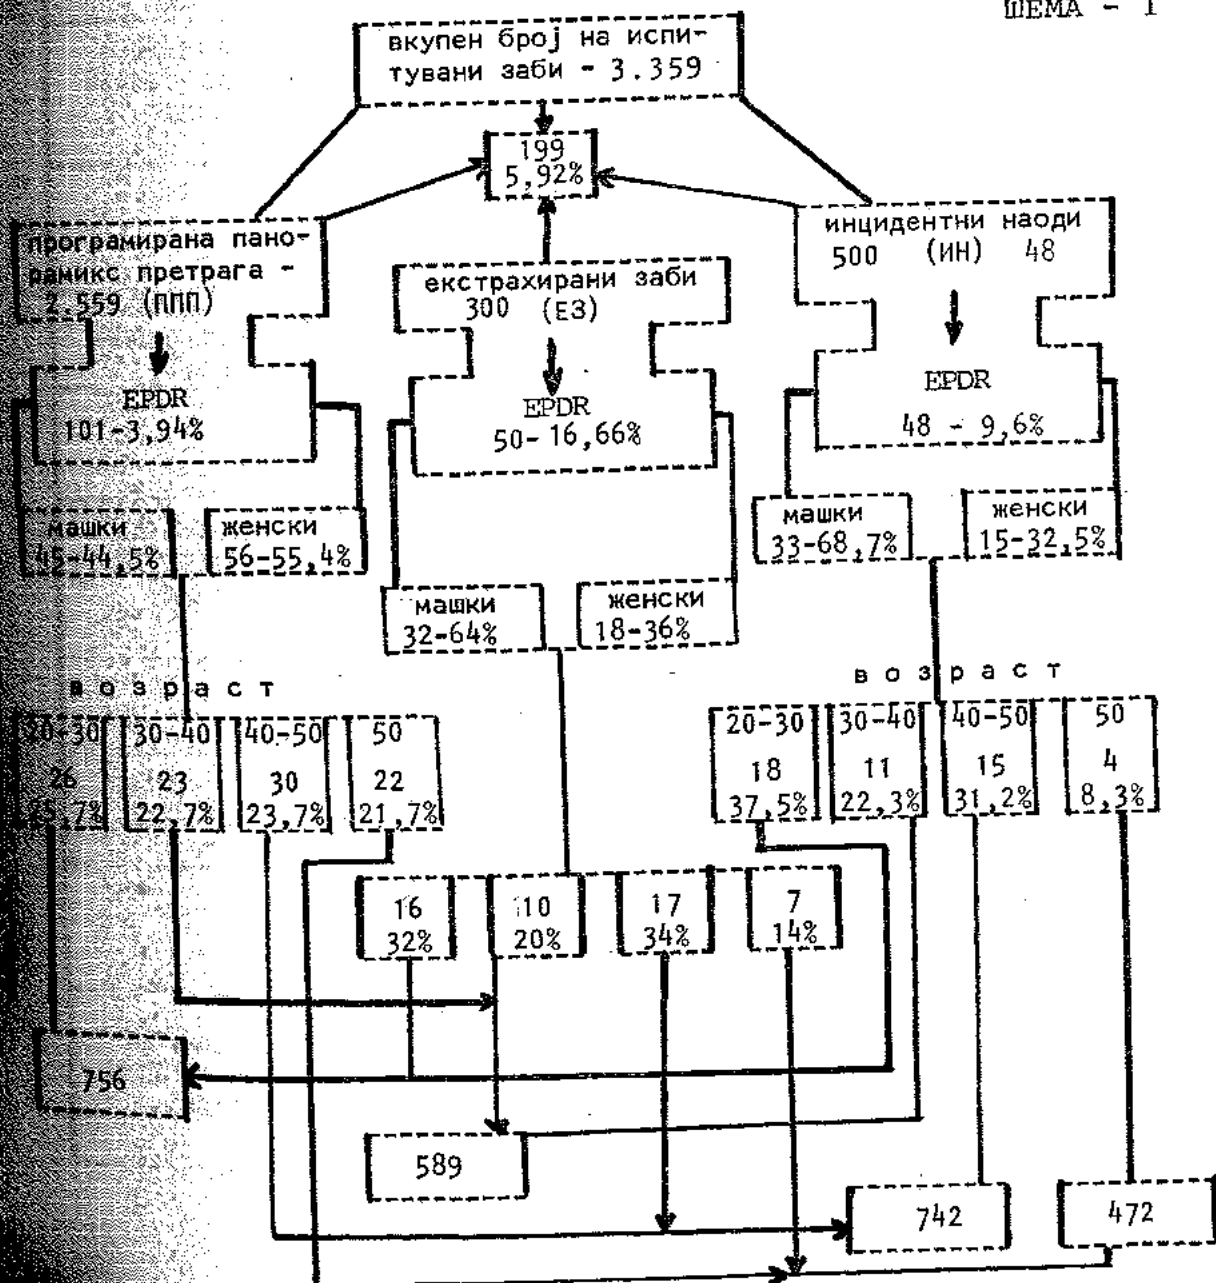 ШЕМА - 1
вкупен број на испи-
тувани заби - 3.359
199
5,92%
програмирана пано-
рамикс претрага -
2.559 (ППП)
EPDR
101-3,94%
екстрахирани заби
300 (ЕЗ)
EPDR
50-16,66%
инцидентни наоди
500 (ИН) 48
EPDR
48 - 9,6%
машки
45-44,5%
женски
56-55,4%
машки
32-64%
женски
18-36%
машки
33-68,7%
женски
15-32,5%
возраст
20-30
26
25,7%
30-40
23
22,7%
40-50
30
23,7%
50
22
21,7%
возраст
20-30
18
37,5%
30-40
11
22,3%
40-50
15
31,2%
50
4
8,3%
16
32%
10
20%
17
34%
7
14%
756
589
742
472